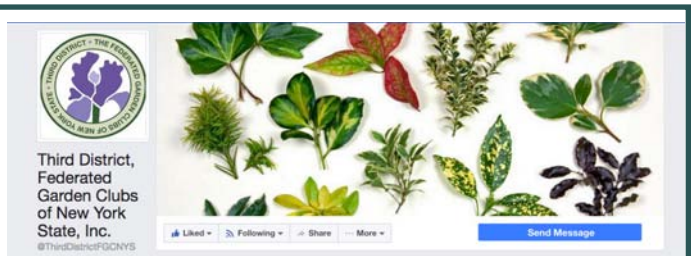 THIRD DISTRICT • THE FEDERATED GARDEN CLUBS OF NEW YORK STATE •
Third District,
Federated
Garden Clubs
of New York
State, Inc.
@ThirdDistrictFGCNYS
Liked
Following
Share
More
Send Message